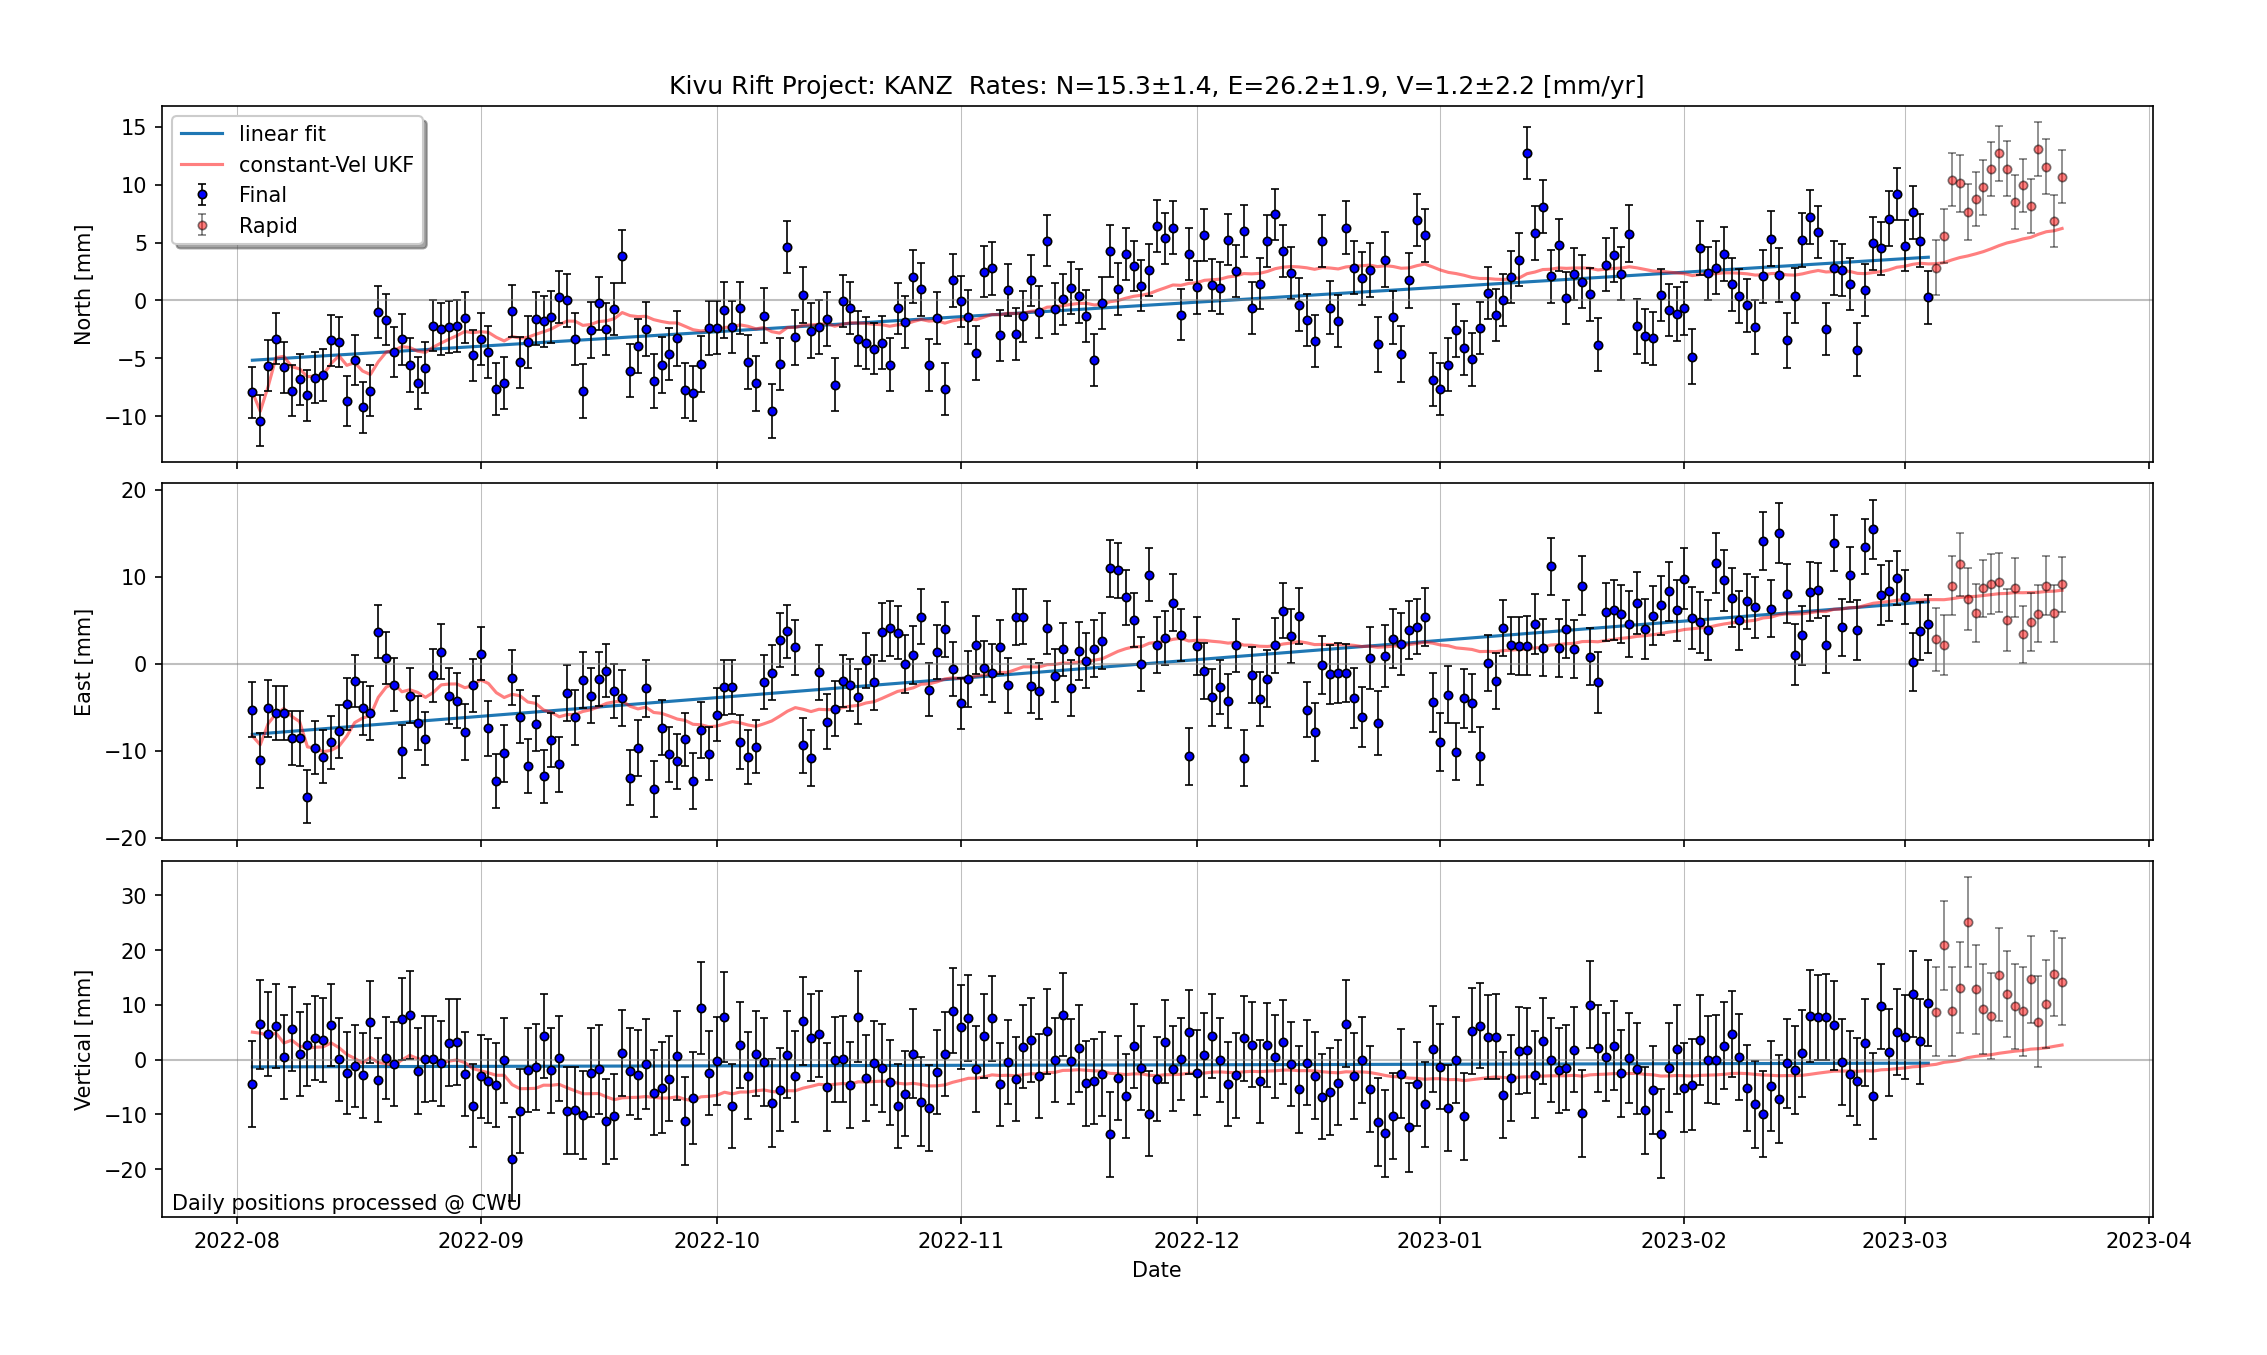 Kivu Rift Project: KANZ  Rates: N=15.3±1.4, E=26.2±1.9, V=1.2±2.2 [mm/yr]
linear fit
constant-Vel UKF
Final
Rapid
North [mm]
15
10
5
0
−5
−10
East [mm]
20
10
0
−10
−20
Vertical [mm]
30
20
10
0
−10
−20
Daily positions processed @ CWU
2022-08 2022-09 2022-10 2022-11 2022-12 2023-01 2023-02 2023-03 2023-04
Date